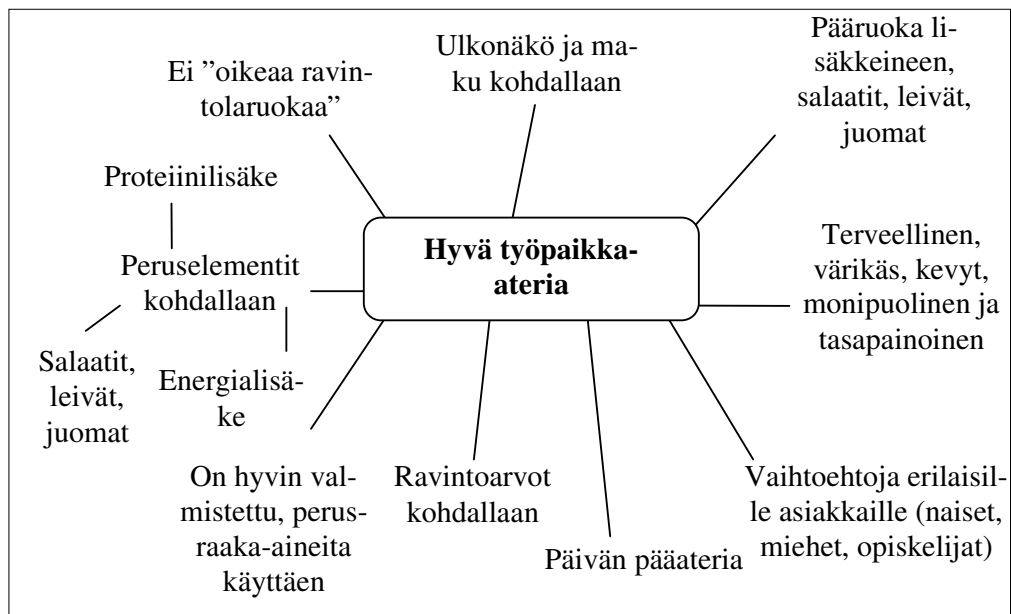 Ei ”oikeaa ravin-
tolaruokaa”
Ulkonäkö ja ma-
ku kohdallaan
Pääruoka li-
säkkeineen,
salaatit, leivät,
juomat
Proteiinilisäke
Peruselementit
kohdallaan
Hyvä työpaikka-
ateria
Terveellinen,
värikäs, kevyt,
monipuolinen ja
tasapainoinen
Salaatit,
leivät,
juomat
Energialisä-
ke
On hyvin val-
mistettu, perus-
raaka-aineita
käyttäen
Ravintoarvot
kohdallaan
Päivän pääateria
Vaihtoehtoja erilaisil-
le asiakkaille (naiset,
miehet, opiskelijat)